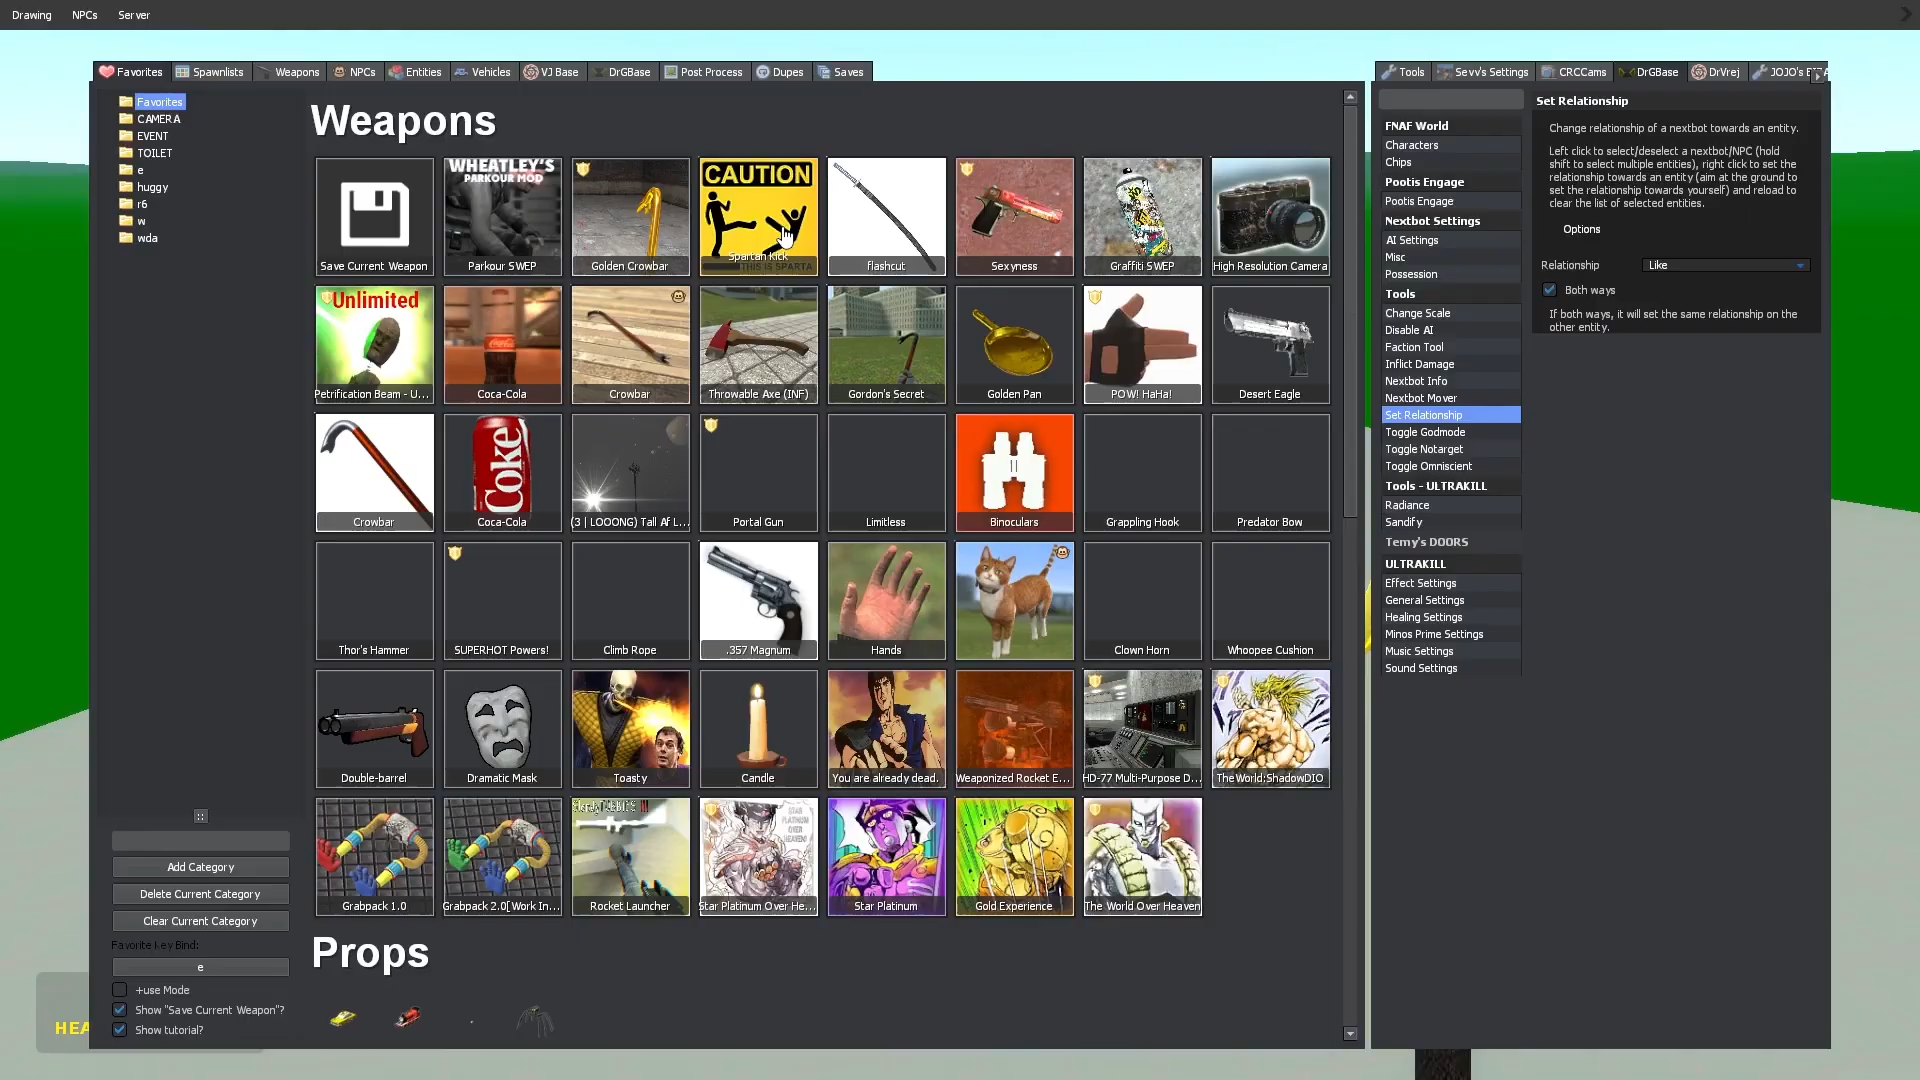 Drawing NPCs Server
Favorites Spawnlists Weapons NPCs Entities Vehicles VJ Base DrGBase Post Process Dupes Saves
Tools Sevv's Settings CRCCams DrGBase DrVrej JOJO's
Favorites
CAMERA
EVENT
TOILET
e
huggy
r6
w
wda
Add Category
Delete Current Category
Clear Current Category
Favorite Key Bind:
e
+use Mode
Show "Save Current Weapon"?
Show tutorial?
HEA
Weapons
WHEATLEY'S
PARKOUR MOD
CAUTION
THIS IS SPARTA
Save Current Weapon Parkour SWEP Golden Crowbar Spartan Kick flashcut Sexyness Graffiti SWEP High Resolution Camera
Unlimited
Petrification Beam - U... Coca-Cola Crowbar Throwable Axe (INF) Gordon's Secret Golden Pan POW! HaHa! Desert Eagle
Coke
Crowbar Coca-Cola (3 | LOOONG) Tall Af L... Portal Gun Limitless Binoculars Grappling Hook Predator Bow
Thor's Hammer SUPERHOT Powers! Climb Rope .357 Magnum Hands Clown Horn Whoopee Cushion
Double-barrel Dramatic Mask Toasty Candle You are already dead. Weaponized Rocket E... HD-77 Multi-Purpose D... TheWorld:ShadowDIO
STAR
PLATINUM
OVER
HEAVEN
Grabpack 1.0 Grabpack 2.0[Work In... Rocket Launcher Star Platinum Over He... Star Platinum Gold Experience The World Over Heaven
Props
FNAF World
Characters
Chips
Pootis Engage
Pootis Engage
Nextbot Settings
AI Settings
Misc
Possession
Tools
Change Scale
Disable AI
Faction Tool
Inflict Damage
Nextbot Info
Nextbot Mover
Set Relationship
Toggle Godmode
Toggle Notarget
Toggle Omniscient
Tools - ULTRAKILL
Radiance
Sandify
Temy's DOORS
ULTRAKILL
Effect Settings
General Settings
Healing Settings
Minos Prime Settings
Music Settings
Sound Settings
Set Relationship
Change relationship of a nextbot towards an entity.
Left click to select/deselect a nextbot/NPC (hold
shift to select multiple entities), right click to set the
relationship towards an entity (aim at the ground to
set the relationship towards yourself) and reload to
clear the list of selected entities.
Options
Relationship Like
Both ways
If both ways, it will set the same relationship on the
other entity.